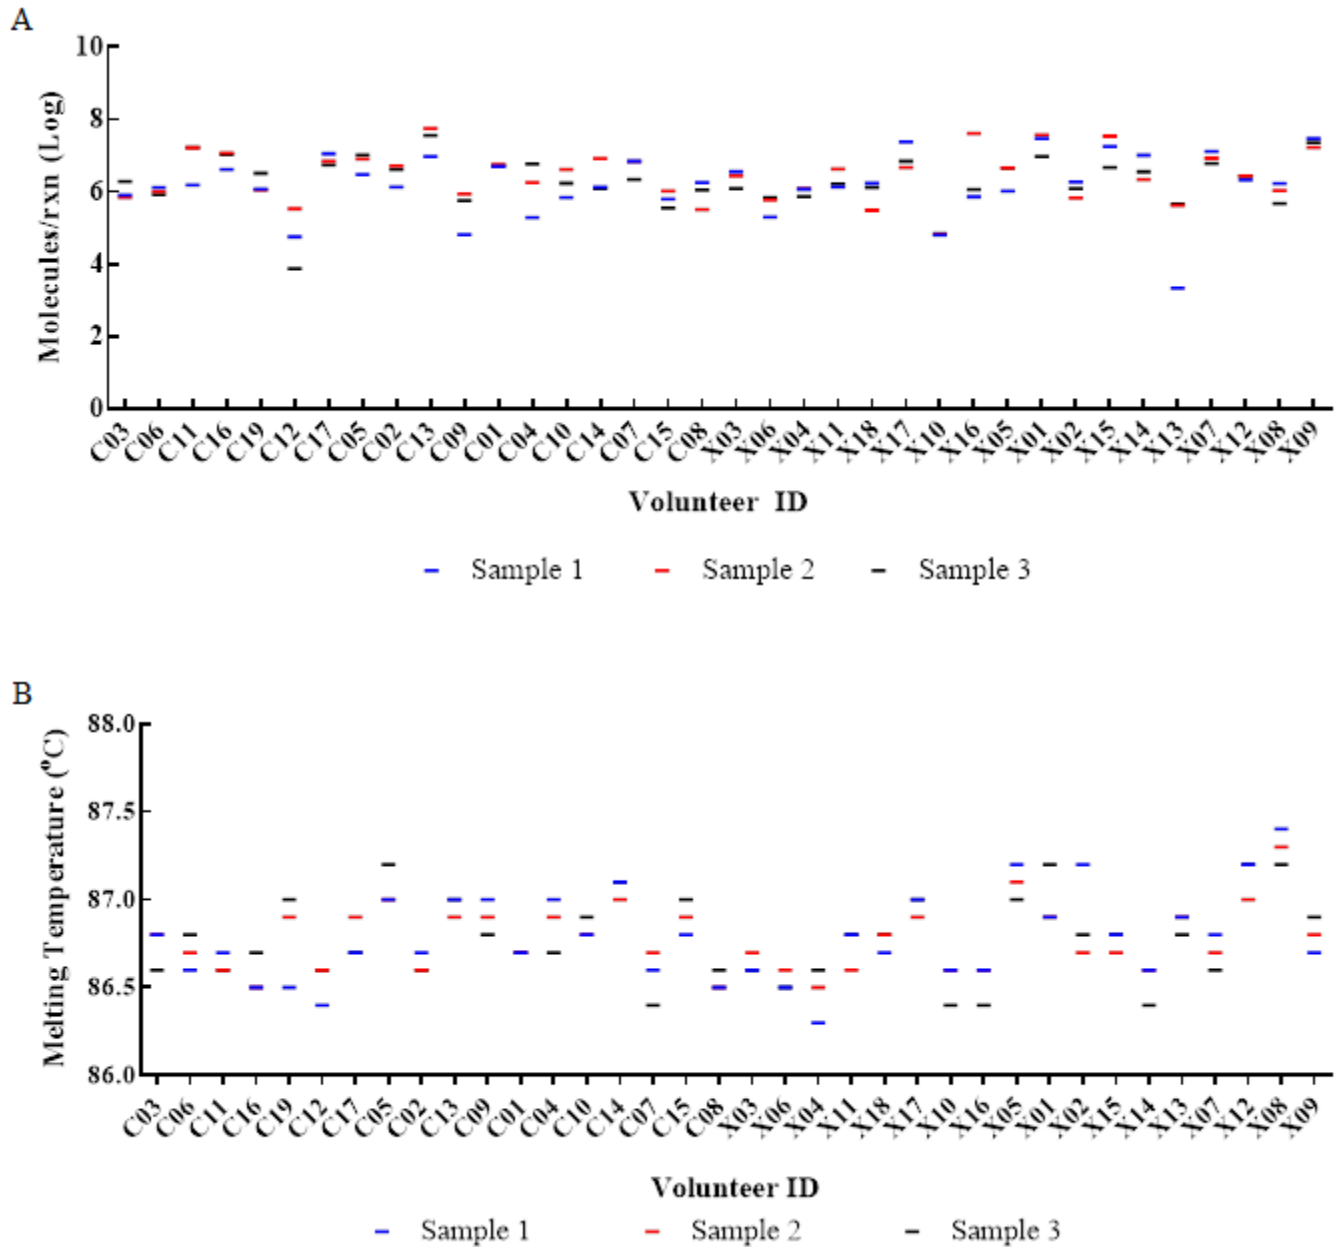 A
10
8
6
4
2
0
Molecules/rxn (Log)
C03 C06 C11 C16 C19 C12 C17 C05 C02 C13 C09 C01 C04 C10 C14 C07 C15 C08 X03 X06 X04 X11 X18 X17 X10 X16 X05 X01 X02 X15 X14 X13 X07 X12 X08 X09
Volunteer ID
Sample 1 Sample 2 Sample 3
B
88.0
87.5
87.0
86.5
86.0
Melting Temperature (ºC)
C03 C06 C11 C16 C19 C12 C17 C05 C02 C13 C09 C01 C04 C10 C14 C07 C15 C08 X03 X06 X04 X11 X18 X17 X10 X16 X05 X01 X02 X15 X14 X13 X07 X12 X08 X09
Volunteer ID
Sample 1 Sample 2 Sample 3